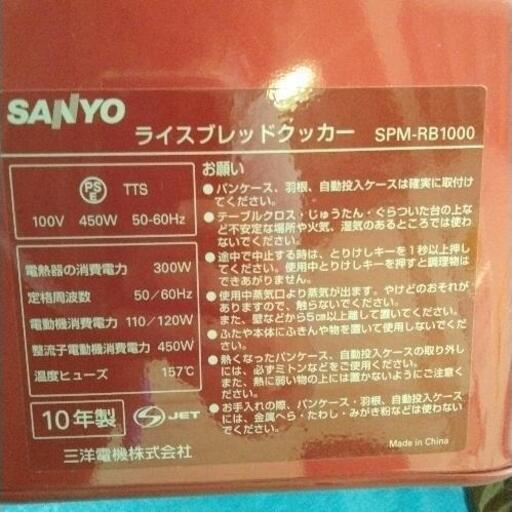 SANYO
ライスブレッドクッカー SPM-RB1000
PSE TTS
100V 450W 50-60Hz
電熱器の消費電力 300W
定格周波数 50/60Hz
電動機消費電力 110/120W
整流子電動機消費電力 450W
温度ヒューズ 157℃
10年製 JET
三洋電機株式会社
お願い
●パンケース、羽根、自動投入ケースは確実に取付け
てください。
●テーブルクロス・じゅうたん・ぐらついた台の上な
ど不安定な場所や火気、湿気のあるところでは使わ
ないでください。
●途中で中止する時は、とりけしキーを1秒以上押し
てください。使用中とりけしキーを押すと調理物は
できあがりません。
●使用中蒸気口より蒸気が出ます。やけどのおそれが
ありますので、触らないでください。
また、壁などから5㎝以上離して置いてください。
●ふたや本体にふきんや物を置いて使用しないでくだ
さい。
●熱くなったパンケース、自動投入ケースの取り外し
には、必ずミトンなどをご使用ください。
また、熱に弱い物の上には置かないようにご注意く
ださい。
●お手入れの際、パンケース・羽根、自動投入ケース
には、金属へら・たわし・みがき粉などは使わない
でください。
Made in China